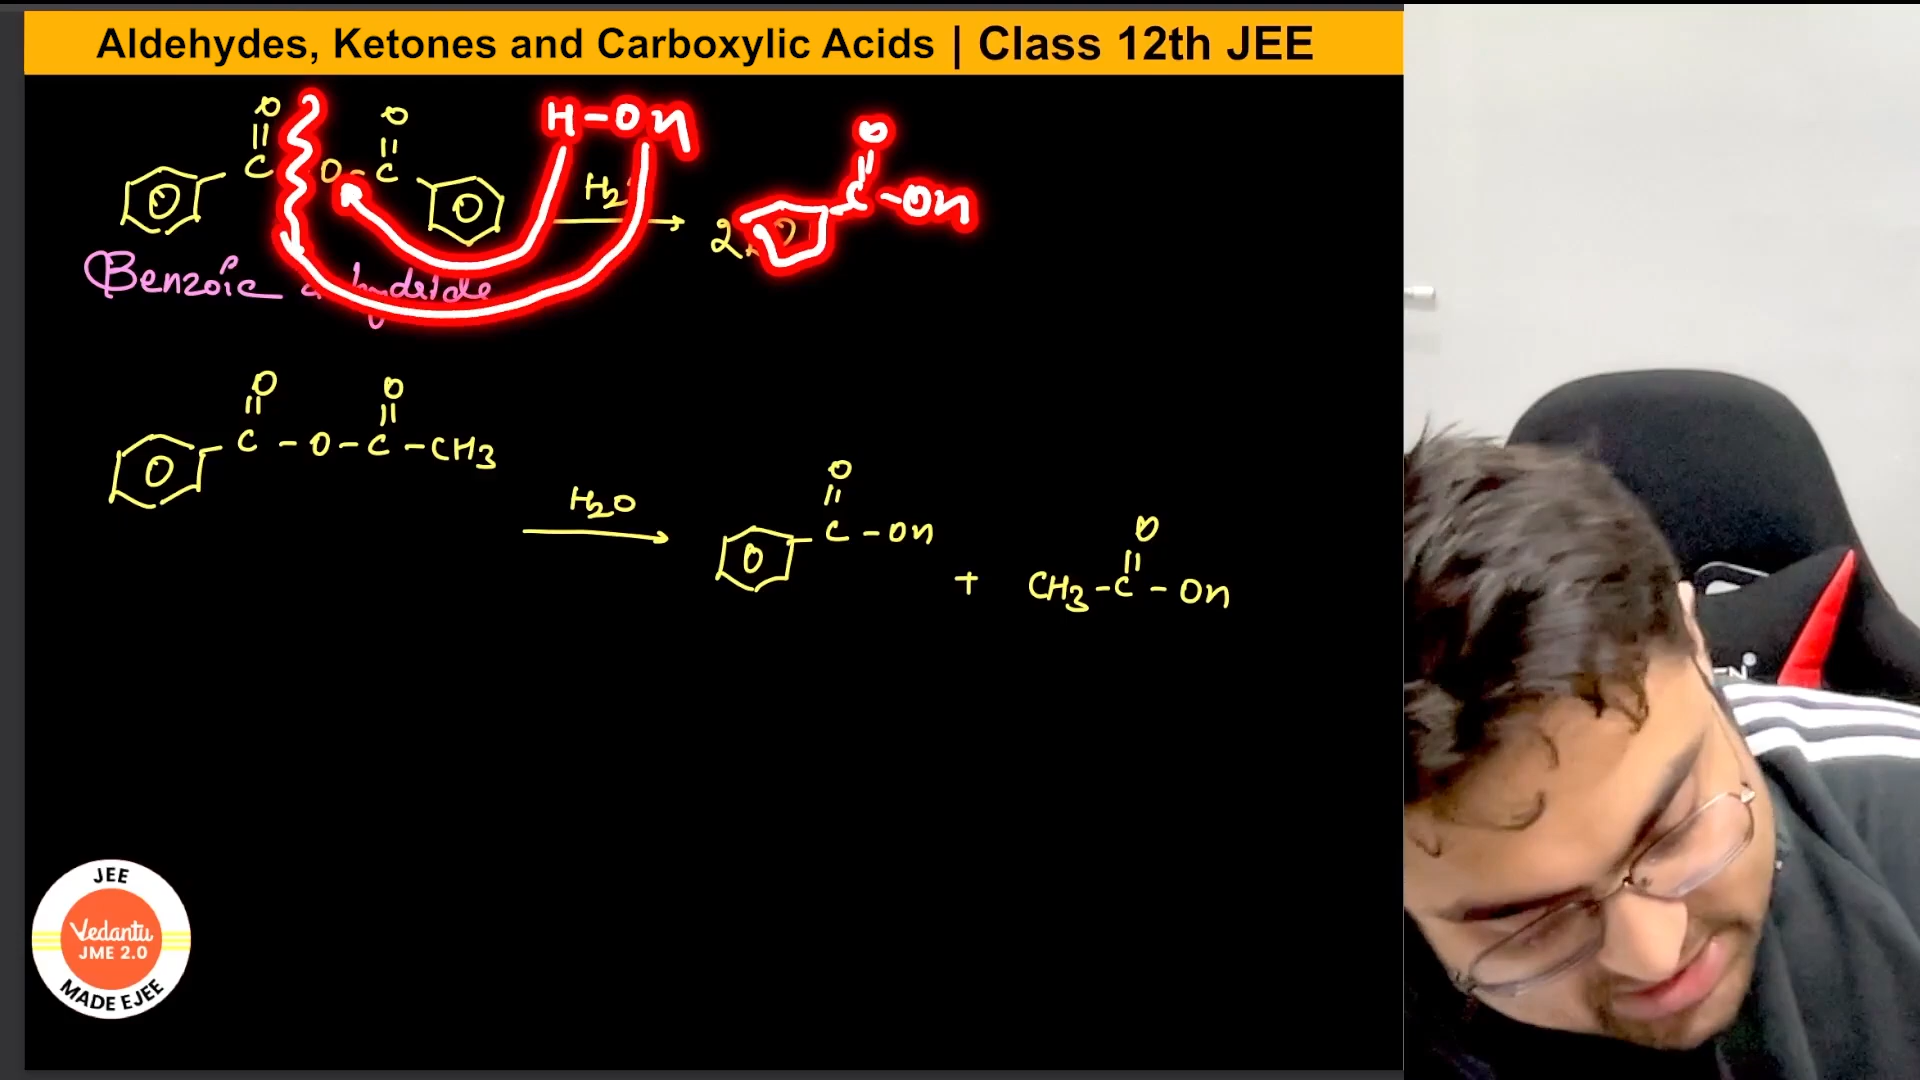 Aldehydes, Ketones and Carboxylic Acids | Class 12th JEE
O O H-OH O
|| || ||
C O-C H2 C-OH
2x
Benzoic
O O
|| ||
C-O-C-CH3
H2O
O
||
C-OH
+
O
||
CH3-C-OH
JEE
Vedantu
JME 2.0
MADE EJEE